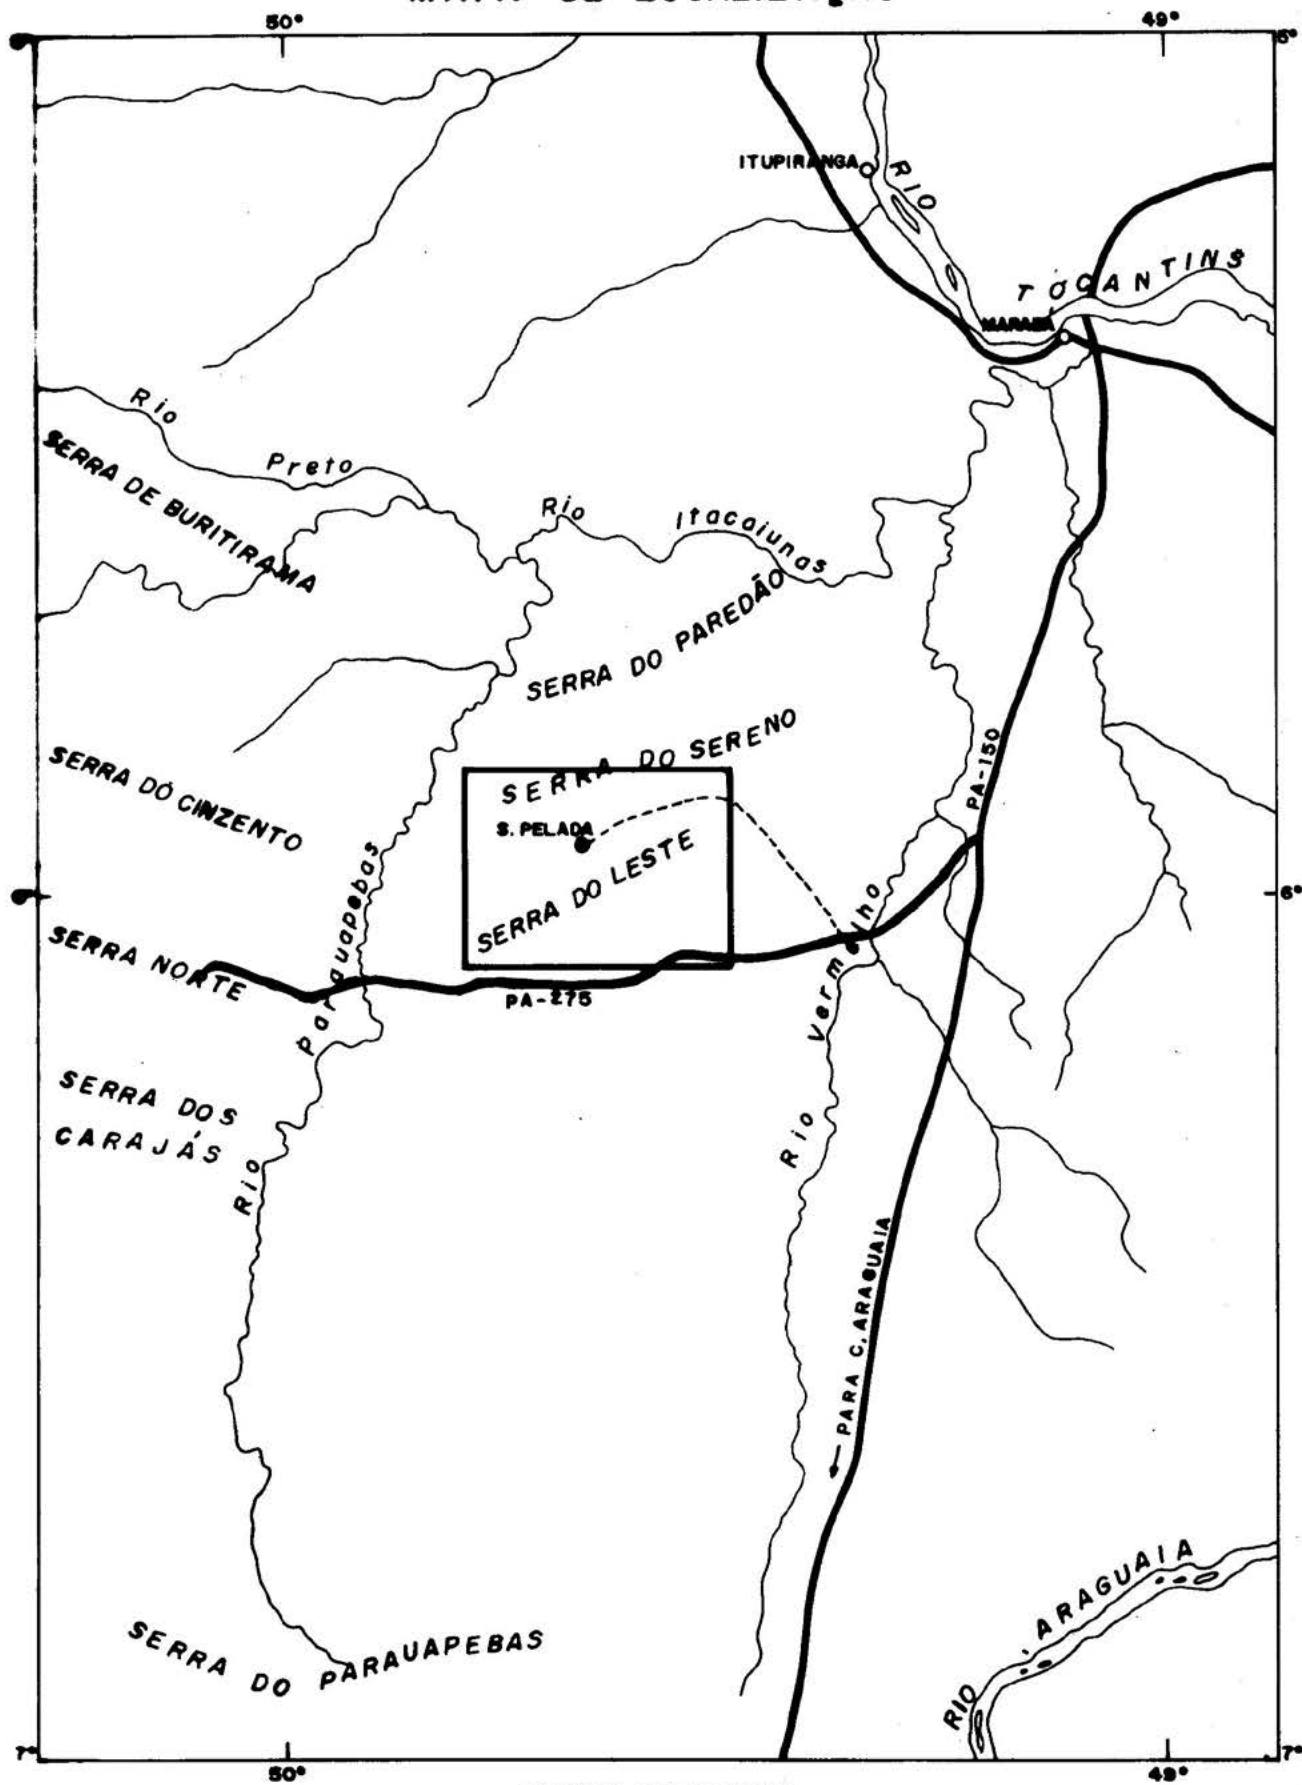 50°
49°
5°
ITUPIRANGA
RIO
TOCANTINS
MARABÁ
Rio
Preto
SERRA DE BURITIRAMA
Rio
Itacaiunas
SERRA DO PAREDÃO
SERRA DO SERENO
SERRA DO CINZENTO
S. PELADA
SERRA DO LESTE
PA-150
6°
SERRA NORTE
Rio Parauapebas
PA-275
Rio Vermelho
SERRA DOS
CARAJÁS
PARA C. ARAGUAIA
RIO ARAGUAIA
SERRA DO PARAUAPEBAS
7°
7°
50°
49°